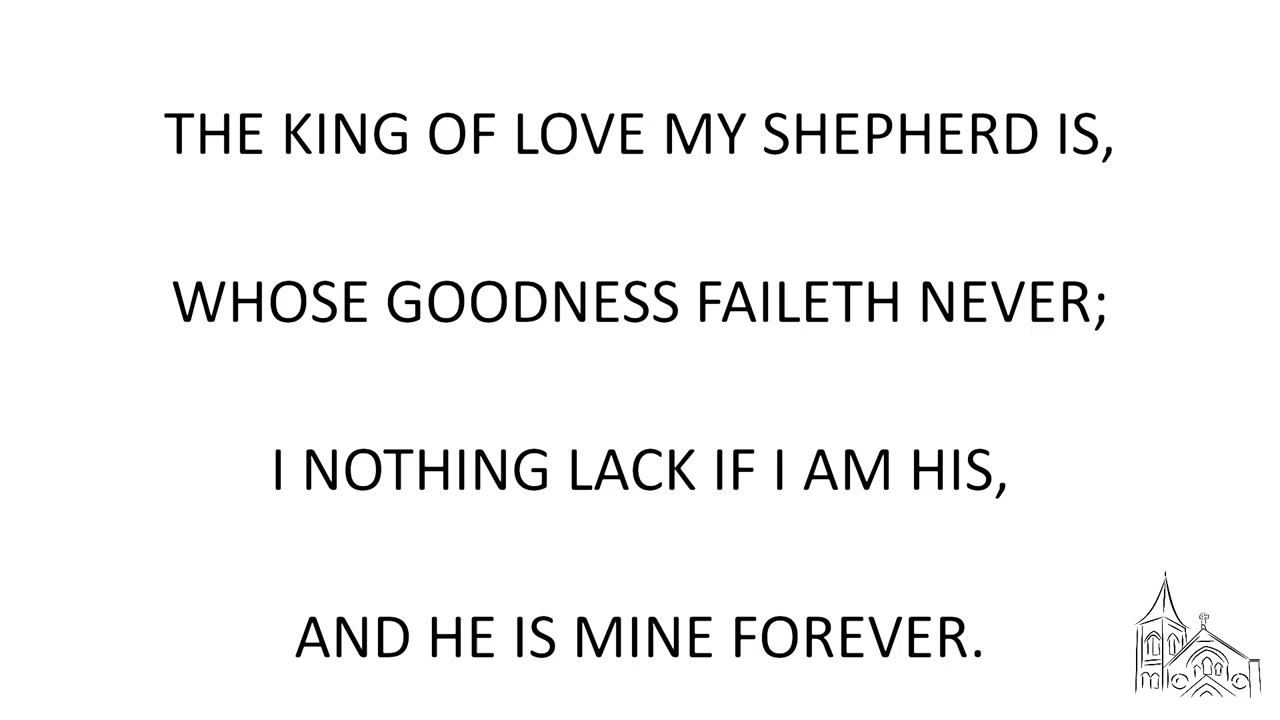 THE KING OF LOVE MY SHEPHERD IS,
WHOSE GOODNESS FAILETH NEVER;
I NOTHING LACK IF I AM HIS,
AND HE IS MINE FOREVER.